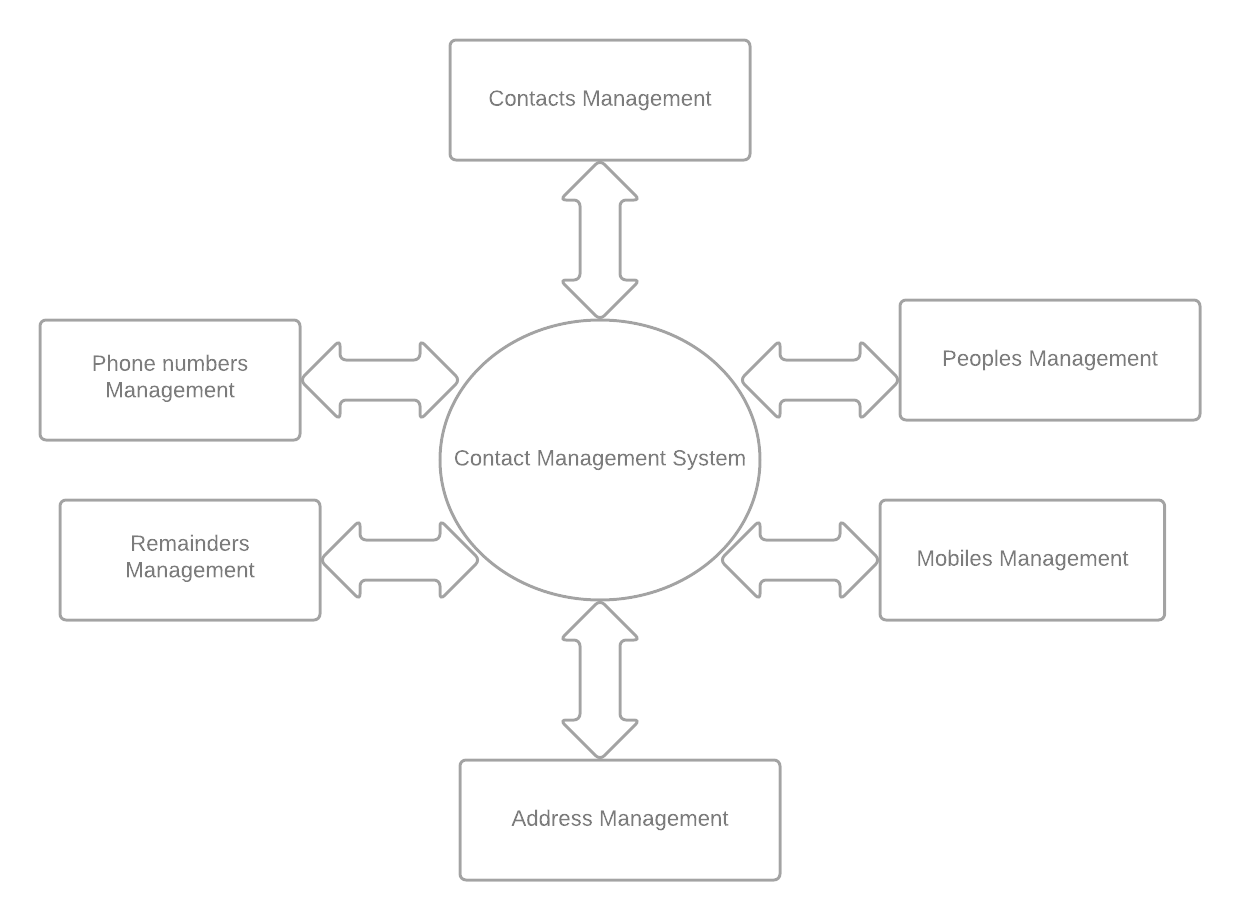 Contacts Management
Phone numbers
Management
Peoples Management
Contact Management System
Remainders
Management
Mobiles Management
Address Management